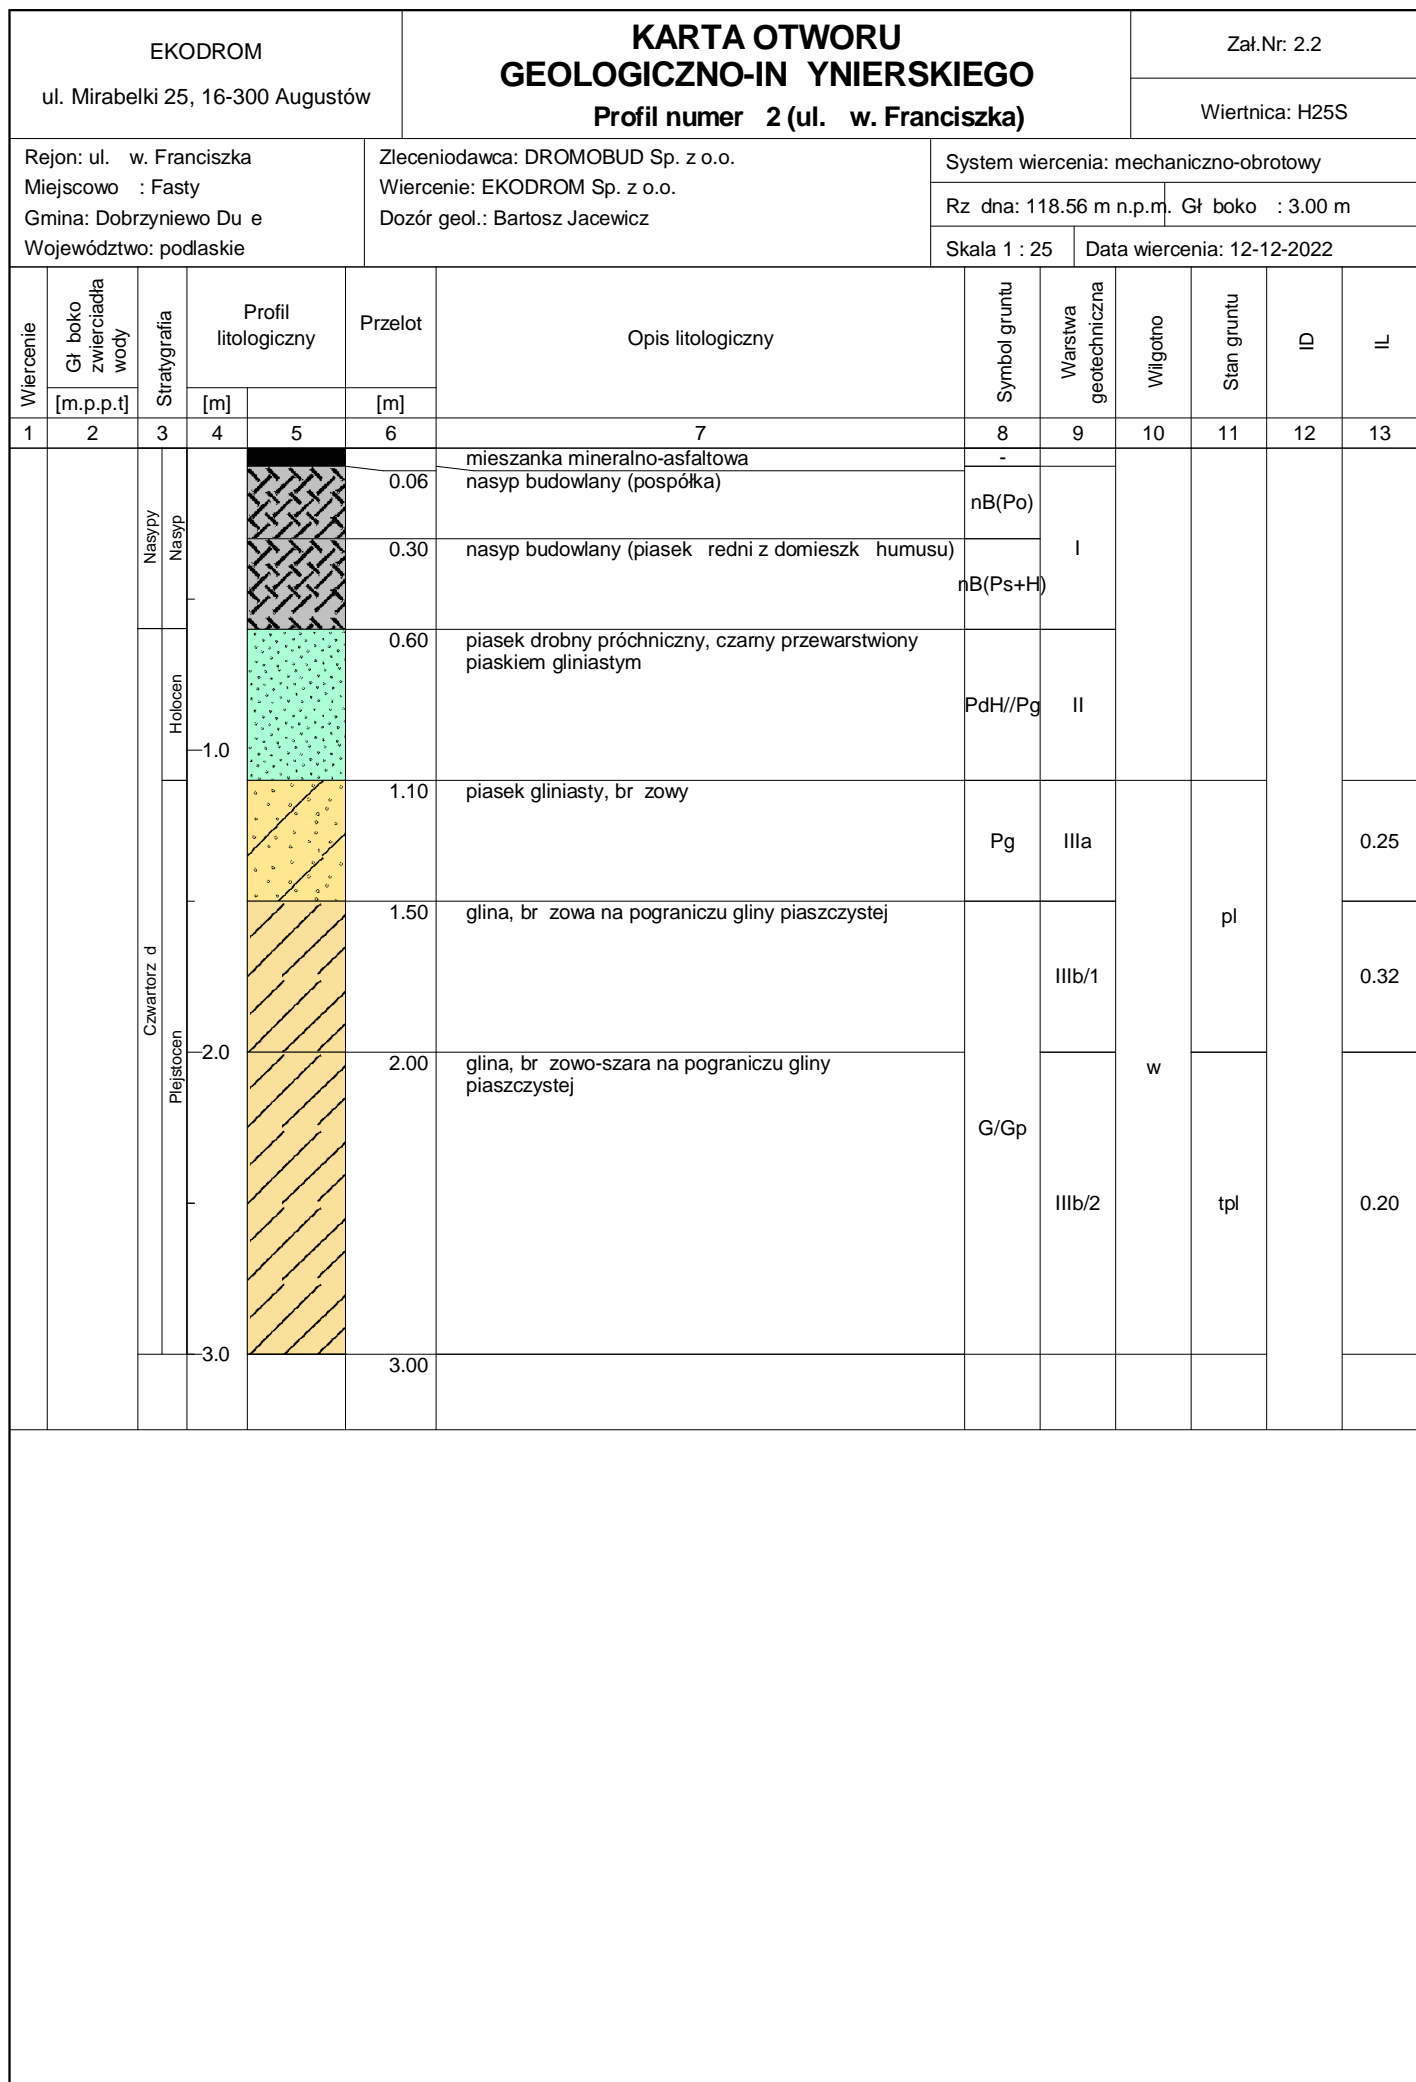 EKODROM
ul. Mirabelki 25, 16-300 Augustów
KARTA OTWORU
GEOLOGICZNO-IN YNIERSKIEGO
Profil numer 2 (ul. w. Franciszka)
Zał.Nr: 2.2
Wiertnica: H25S
Rejon: ul. w. Franciszka
Miejscowo : Fasty
Gmina: Dobrzyniewo Du e
Województwo: podlaskie
Zleceniodawca: DROMOBUD Sp. z o.o.
Wiercenie: EKODROM Sp. z o.o.
Dozór geol.: Bartosz Jacewicz
System wiercenia: mechaniczno-obrotowy
Rz dna: 118.56 m n.p.m. Gł boko : 3.00 m
Skala 1 : 25 Data wiercenia: 12-12-2022
Wiercenie
Gł boko
zwierciadła
wody
[m.p.p.t]
Stratygrafia
Profil
litologiczny
[m]
Przelot
[m]
Opis litologiczny
Symbol gruntu
Warstwa
geotechniczna
Wilgotno
Stan gruntu
ID
IL
1 2 3 4 5 6 7 8 9 10 11 12 13
Nasypy
Nasyp
Czwartorz d
Holocen
Plejstocen
1.0
2.0
3.0
mieszanka mineralno-asfaltowa
-
0.06 nasyp budowlany (pospółka)
nB(Po)
I
0.30 nasyp budowlany (piasek redni z domieszk humusu)
nB(Ps+H)
0.60 piasek drobny próchniczny, czarny przewarstwiony
piaskiem gliniastym
PdH//Pg II
1.10 piasek gliniasty, br zowy
Pg IIIa 0.25
1.50 glina, br zowa na pograniczu gliny piaszczystej
pl
IIIb/1 0.32
2.00 glina, br zowo-szara na pograniczu gliny
piaszczystej
w
G/Gp
IIIb/2 tpl 0.20
3.00